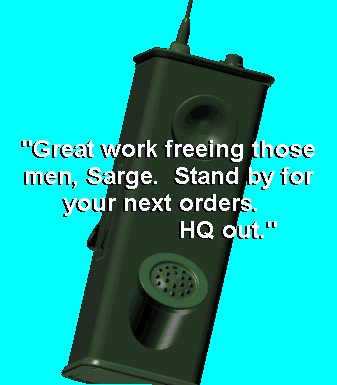 "Great work freeing those
men, Sarge. Stand by for
your next orders.
HQ out."